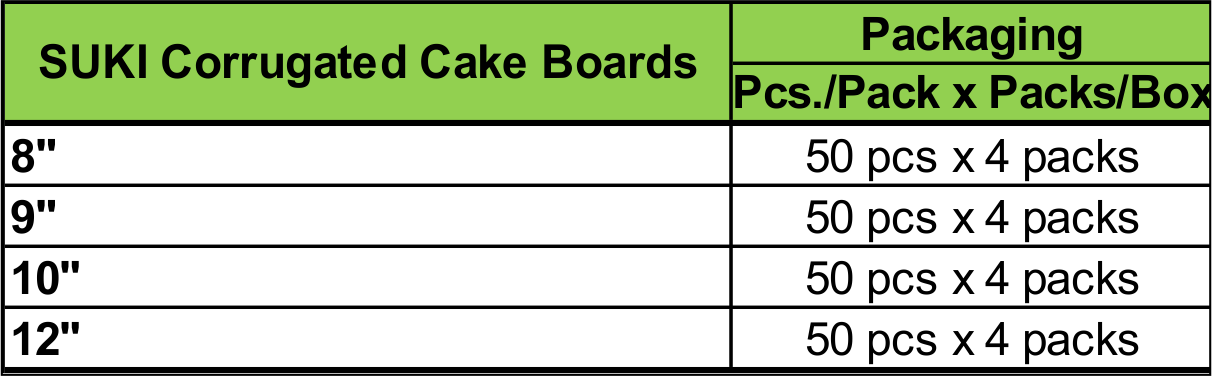 SUKI Corrugated Cake Boards
Packaging
Pcs./Pack x Packs/Box
8" 50 pcs x 4 packs
9" 50 pcs x 4 packs
10" 50 pcs x 4 packs
12" 50 pcs x 4 packs